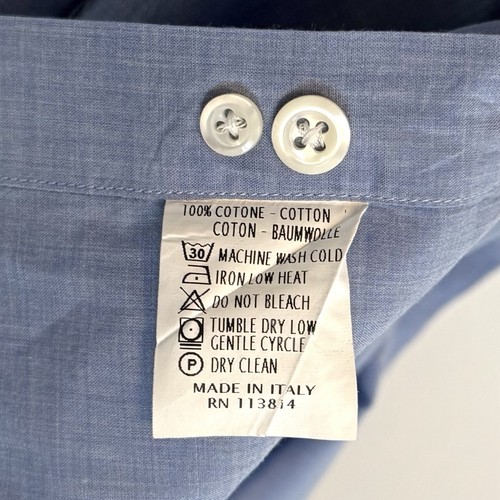 100% COTONE - COTTON
COTON - BAUMWOLLE
30 MACHINE WASH COLD
IRON LOW HEAT
DO NOT BLEACH
TUMBLE DRY LOW
GENTLE CYRCLE
P DRY CLEAN
MADE IN ITALY
RN 113814